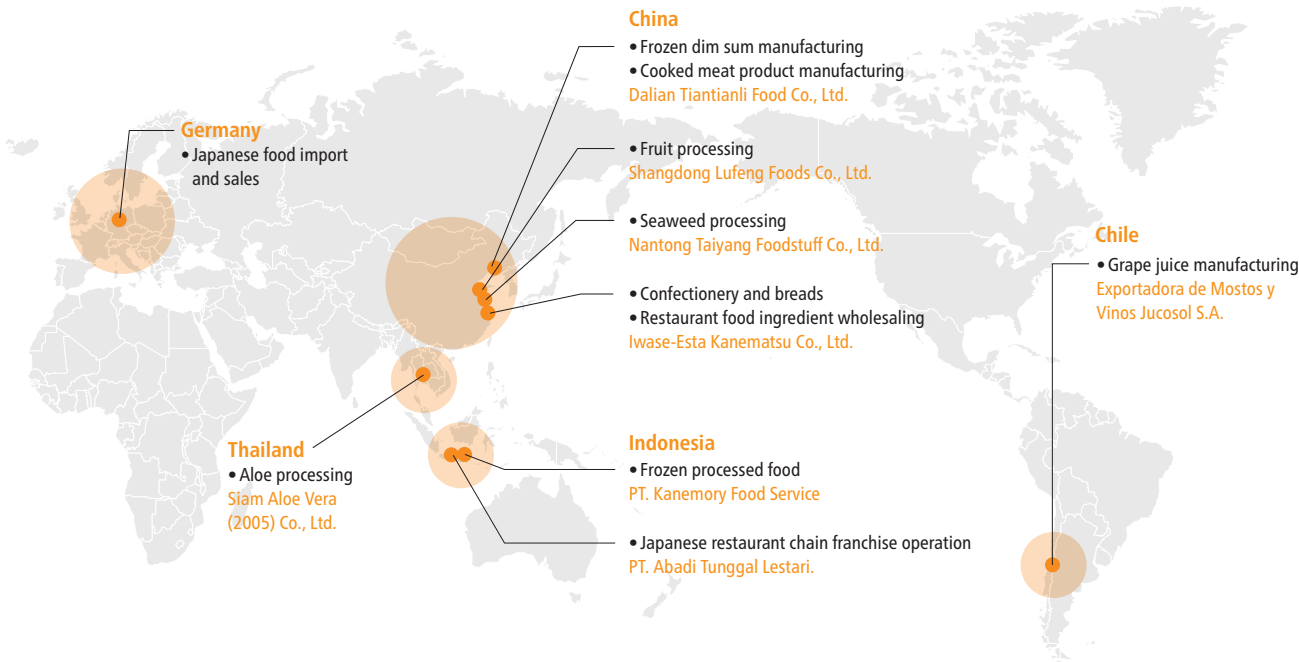 China
• Frozen dim sum manufacturing
• Cooked meat product manufacturing
Dalian Tiantianli Food Co., Ltd.
• Fruit processing
Shangdong Lufeng Foods Co., Ltd.
• Seaweed processing
Nantong Taiyang Foodstuff Co., Ltd.
• Confectionery and breads
• Restaurant food ingredient wholesaling
Iwase-Esta Kanematsu Co., Ltd.
Germany
• Japanese food import
and sales
Chile
• Grape juice manufacturing
Exportadora de Mostos y
Vinos Jucosol S.A.
Thailand
• Aloe processing
Siam Aloe Vera
(2005) Co., Ltd.
Indonesia
• Frozen processed food
PT. Kanemory Food Service
• Japanese restaurant chain franchise operation
PT. Abadi Tunggal Lestari.